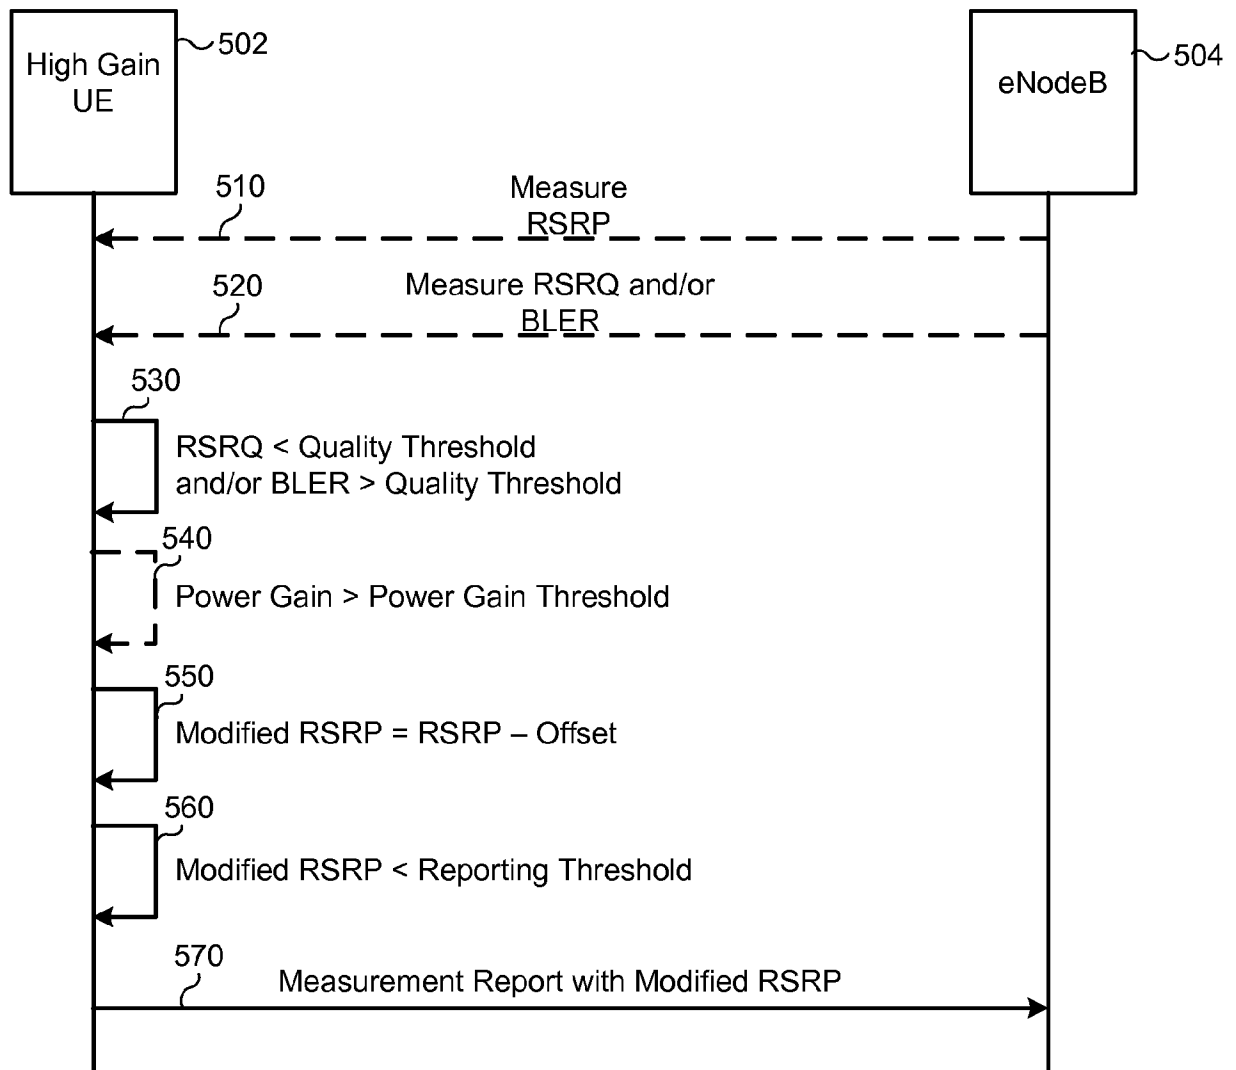 High Gain
UE
502
eNodeB
504
510
Measure
RSRP
520
Measure RSRQ and/or
BLER
530
RSRQ < Quality Threshold
and/or BLER > Quality Threshold
540
Power Gain > Power Gain Threshold
550
Modified RSRP = RSRP – Offset
560
Modified RSRP < Reporting Threshold
570
Measurement Report with Modified RSRP